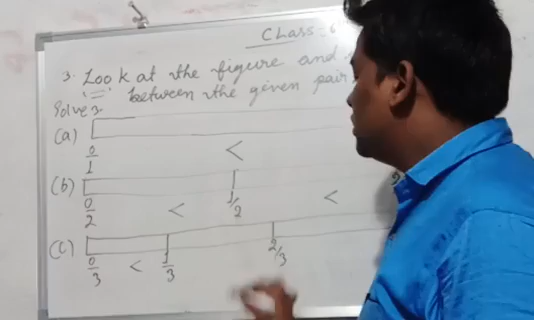 Class-6
3. Look at the figure and
between the given pair
Solve:
(a)
0/1 <
(b)
0/2 < 1/2 <
(c)
0/3 < 1/3 2/3